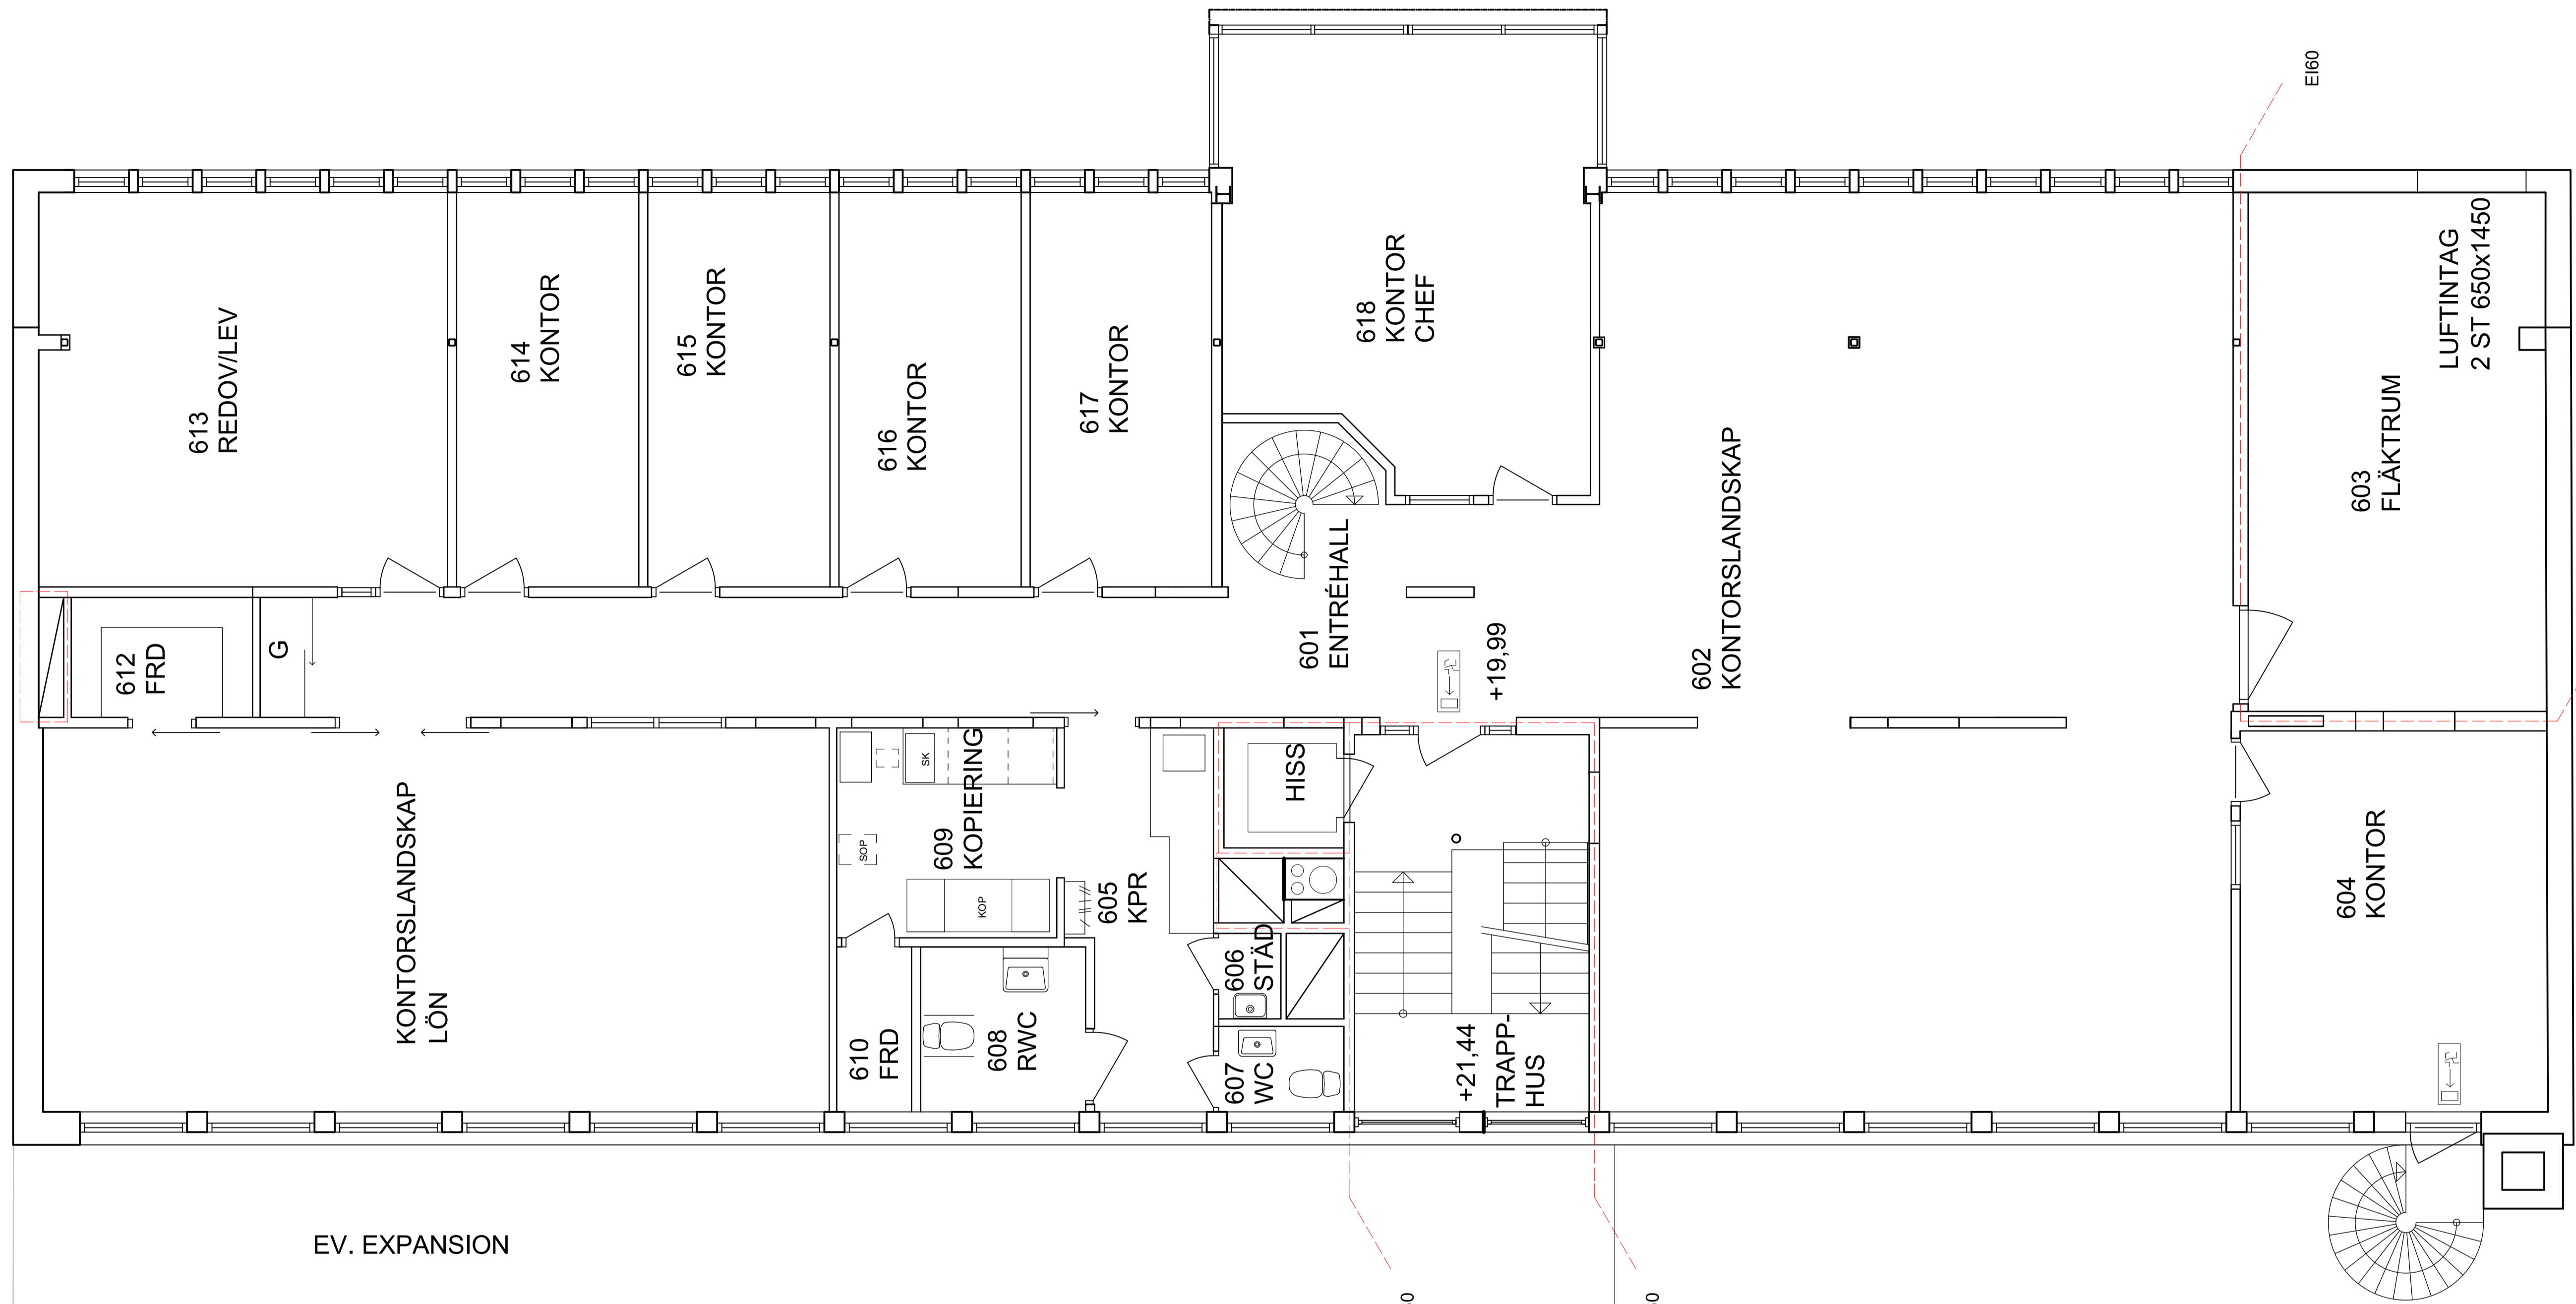 EI60
613
REDOV/LEV
614
KONTOR
615
KONTOR
616
KONTOR
617
KONTOR
618
KONTOR
CHEF
LUFTINTAG
2 ST 650x1450
603
FLÄKTRUM
602
KONTORSLANDSKAP
601
ENTRÉHALL
+19,99
612
FRD
G
KONTORSLANDSKAP
LÖN
SK
SOP
609
KOPIERING
KOP
605
KPR
HISS
606
STÄD
610
FRD
608
RWC
607
WC
+21,44
TRAPP-
HUS
604
KONTOR
EV. EXPANSION